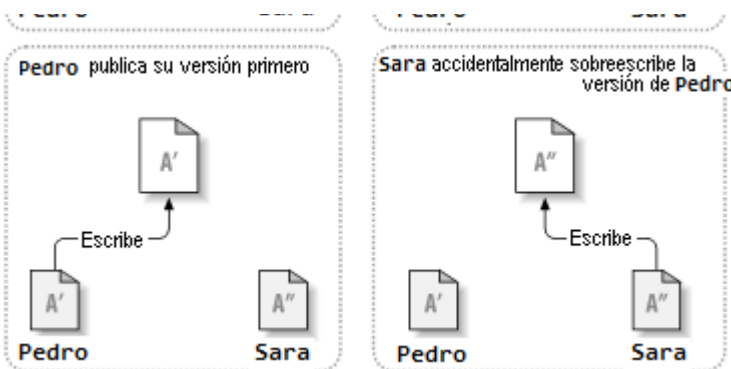 Pedro publica su versión primero
A'
Escribe
A'
A"
Pedro
Sara
Sara accidentalmente sobreescribe la
versión de Pedro
A"
Escribe
A'
A"
Pedro
Sara